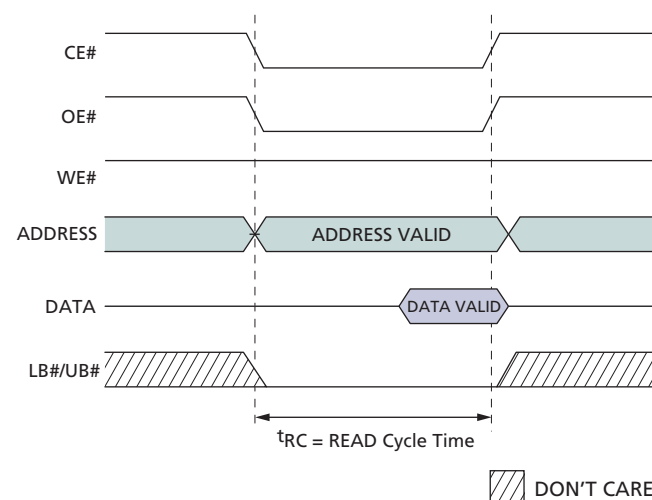 CE#
OE#
WE#
ADDRESS
ADDRESS VALID
DATA
DATA VALID
LB#/UB#
tRC = READ Cycle Time
DON'T CARE